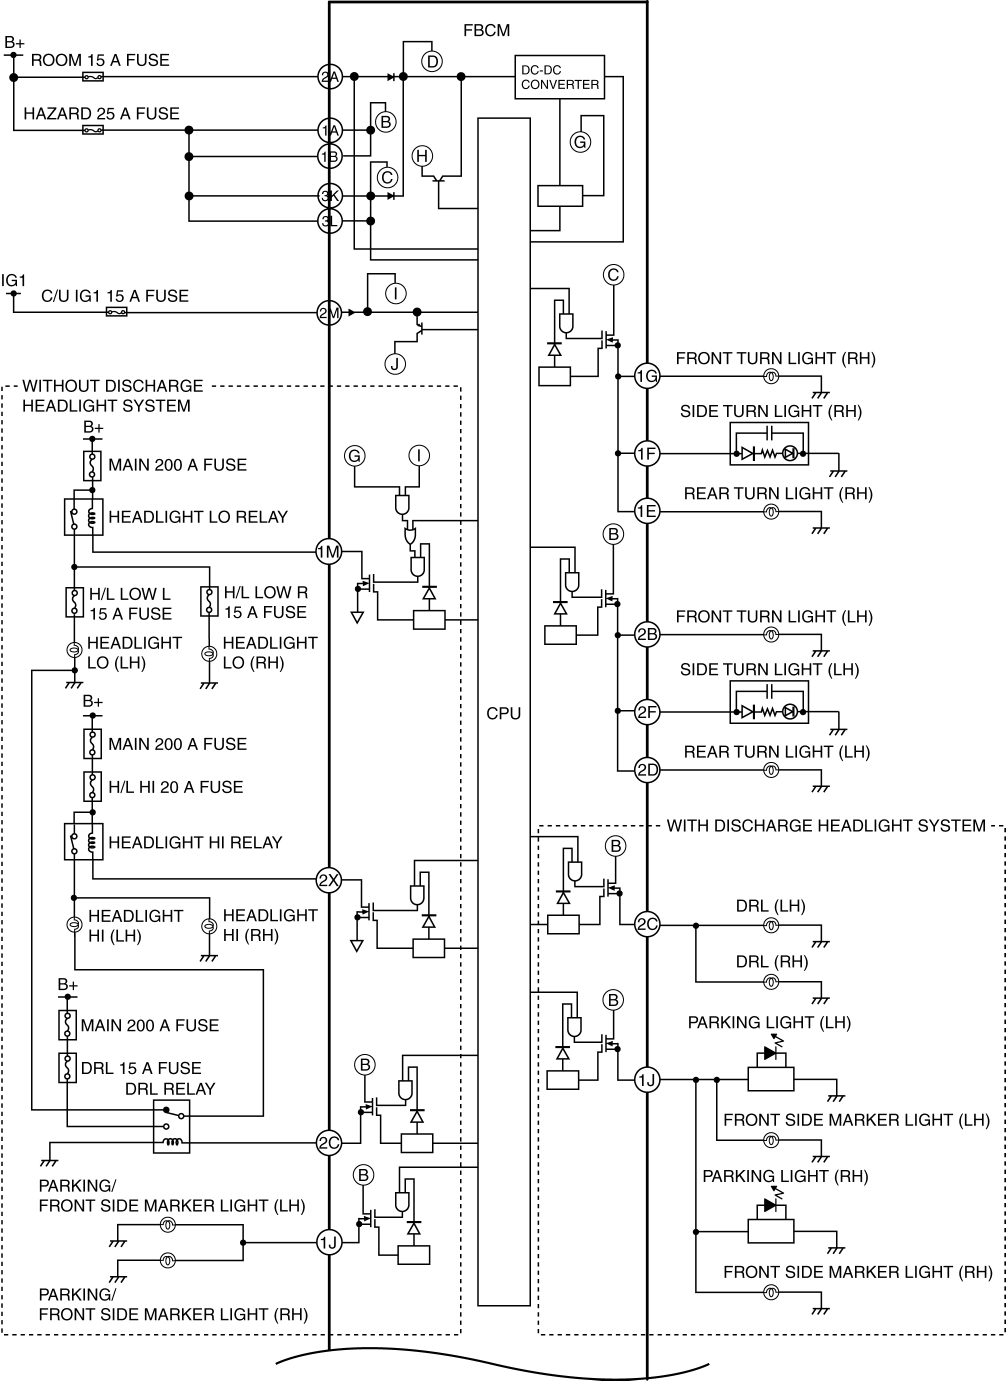 FBCM
B+
ROOM 15 A FUSE
2A
D
DC-DC
CONVERTER
HAZARD 25 A FUSE
1A
B
G
1B
H
C
3K
3L
IG1
C/U IG1 15 A FUSE
I
2M
J
C
FRONT TURN LIGHT (RH)
1G
SIDE TURN LIGHT (RH)
1F
REAR TURN LIGHT (RH)
1E
WITHOUT DISCHARGE
HEADLIGHT SYSTEM
B+
MAIN 200 A FUSE
G
I
HEADLIGHT LO RELAY
1M
B
H/L LOW L
15 A FUSE
H/L LOW R
15 A FUSE
HEADLIGHT
LO (LH)
HEADLIGHT
LO (RH)
FRONT TURN LIGHT (LH)
2B
SIDE TURN LIGHT (LH)
2F
REAR TURN LIGHT (LH)
2D
CPU
B+
MAIN 200 A FUSE
H/L HI 20 A FUSE
HEADLIGHT HI RELAY
2X
HEADLIGHT
HI (LH)
HEADLIGHT
HI (RH)
WITH DISCHARGE HEADLIGHT SYSTEM
B
DRL (LH)
2C
DRL (RH)
B+
MAIN 200 A FUSE
DRL 15 A FUSE
DRL RELAY
B
2C
B
PARKING LIGHT (LH)
1J
FRONT SIDE MARKER LIGHT (LH)
PARKING LIGHT (RH)
FRONT SIDE MARKER LIGHT (RH)
PARKING/
FRONT SIDE MARKER LIGHT (LH)
B
1J
PARKING/
FRONT SIDE MARKER LIGHT (RH)